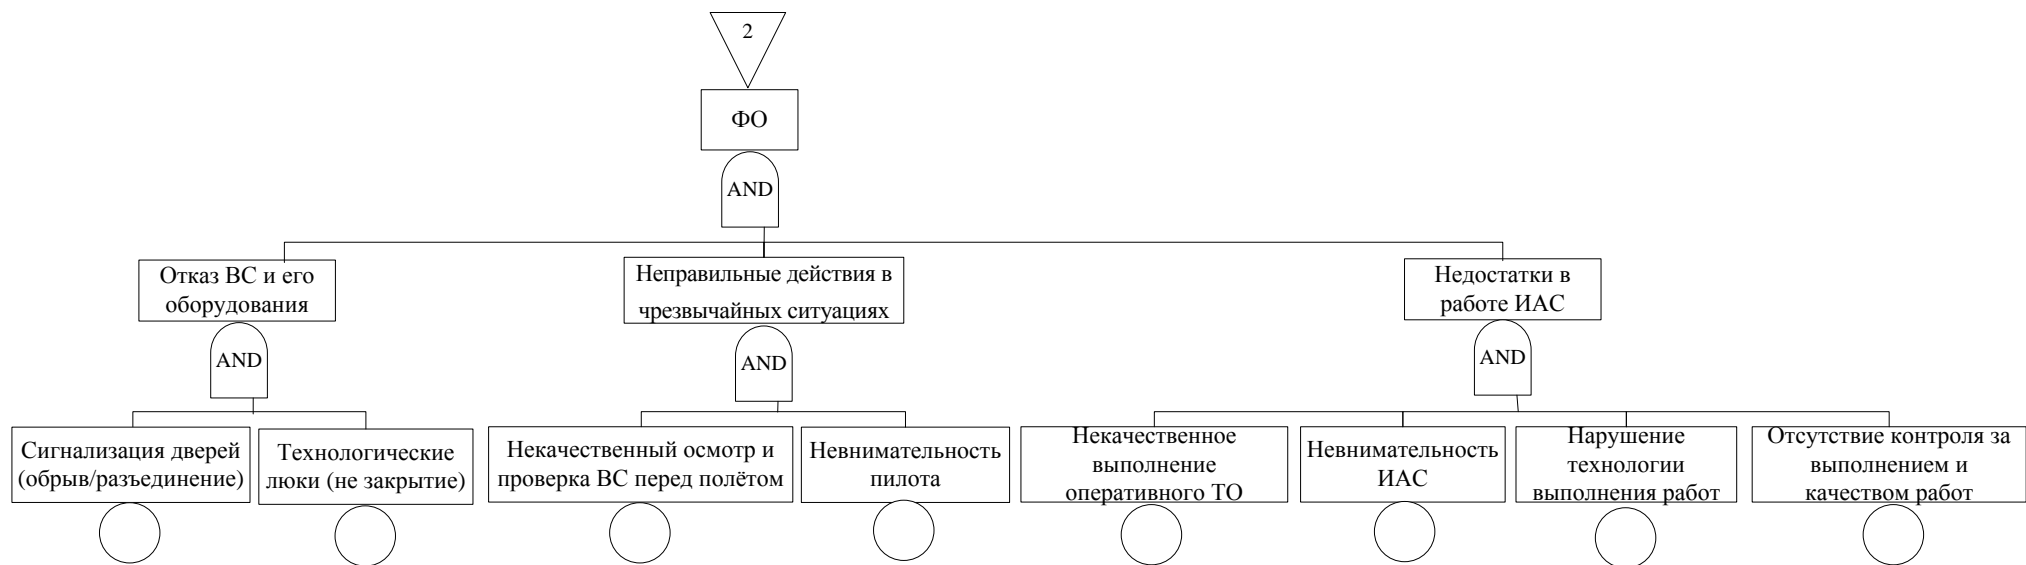 2
ФО
AND
Отказ ВС и его
оборудования
Неправильные действия в
чрезвычайных ситуациях
Недостатки в
работе ИАС
AND
AND
AND
Сигнализация дверей
(обрыв/разъединение)
Технологические
люки (не закрытие)
Некачественный осмотр и
проверка ВС перед полётом
Невнимательность
пилота
Некачественное
выполнение
оперативного ТО
Невнимательность
ИАС
Нарушение
технологии
выполнения работ
Отсутствие контроля за
выполнением и
качеством работ